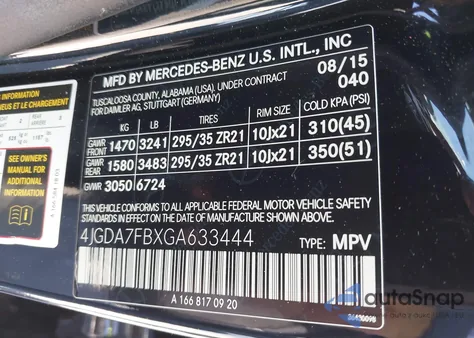 MFD BY MERCEDES-BENZ U.S. INTL., INC
TUSCALOOSA COUNTY, ALABAMA (USA) UNDER CONTRACT 08/15
DAIMLER AG, STUTTGART (GERMANY) 040
KG LB TIRES RIM SIZE COLD KPA(PSI)
GAWR FRONT 1470 3241 295/35 ZR21 10Jx21 310(45)
GAWR REAR 1580 3483 295/35 ZR21 10Jx21 350(51)
GVWR 3050 6724
THIS VEHICLE CONFORMS TO ALL APPLICABLE
FEDERAL MOTOR VEHICLE SAFETY STANDARDS IN
EFFECT ON THE DATE OF MANUFACTURE SHOWN ABOVE.
4JGDA7FBXGA633444 TYPE: MPV
A 166 817 09 20
INFORMATION
ET LE CHARGEMENT
SEE OWNER'S
MANUAL FOR
ADDITIONAL
INFORMATION
autoSnap